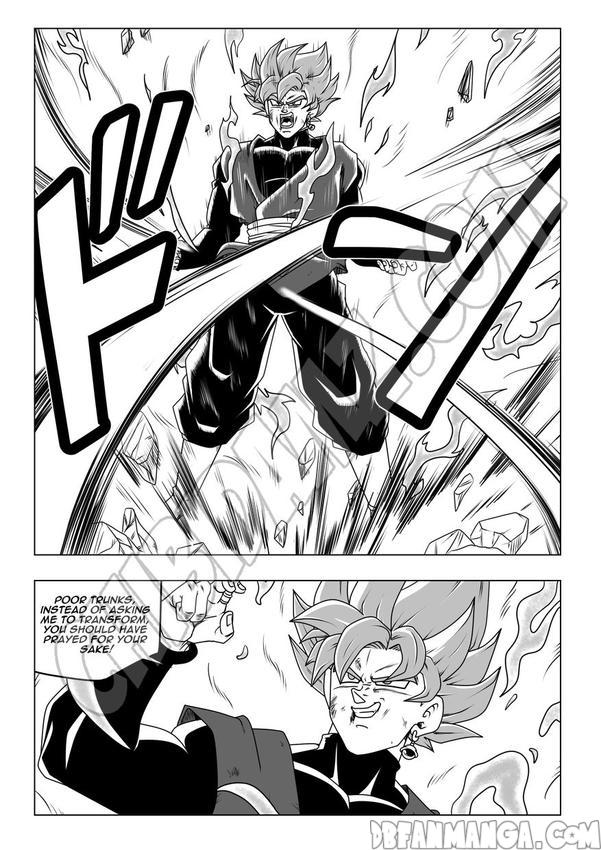 ドーン
POOR TRUNKS,
INSTEAD OF ASKING
ME TO TRANSFORM,
YOU SHOULD HAVE
PRAYED FOR YOUR
SAKE!
DBFANMANGA.COM